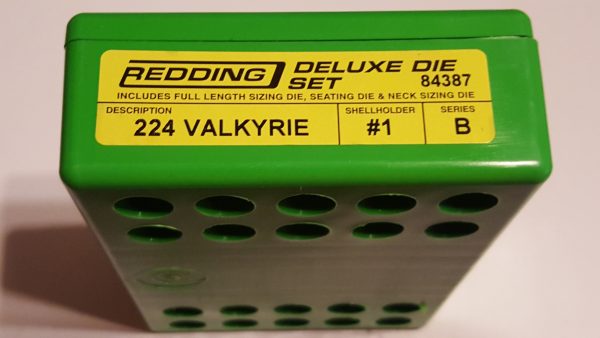 REDDING DELUXE DIE
SET 84387
INCLUDES FULL LENGTH SIZING DIE, SEATING DIE & NECK SIZING DIE
DESCRIPTION SHELLHOLDER SERIES
224 VALKYRIE #1 B